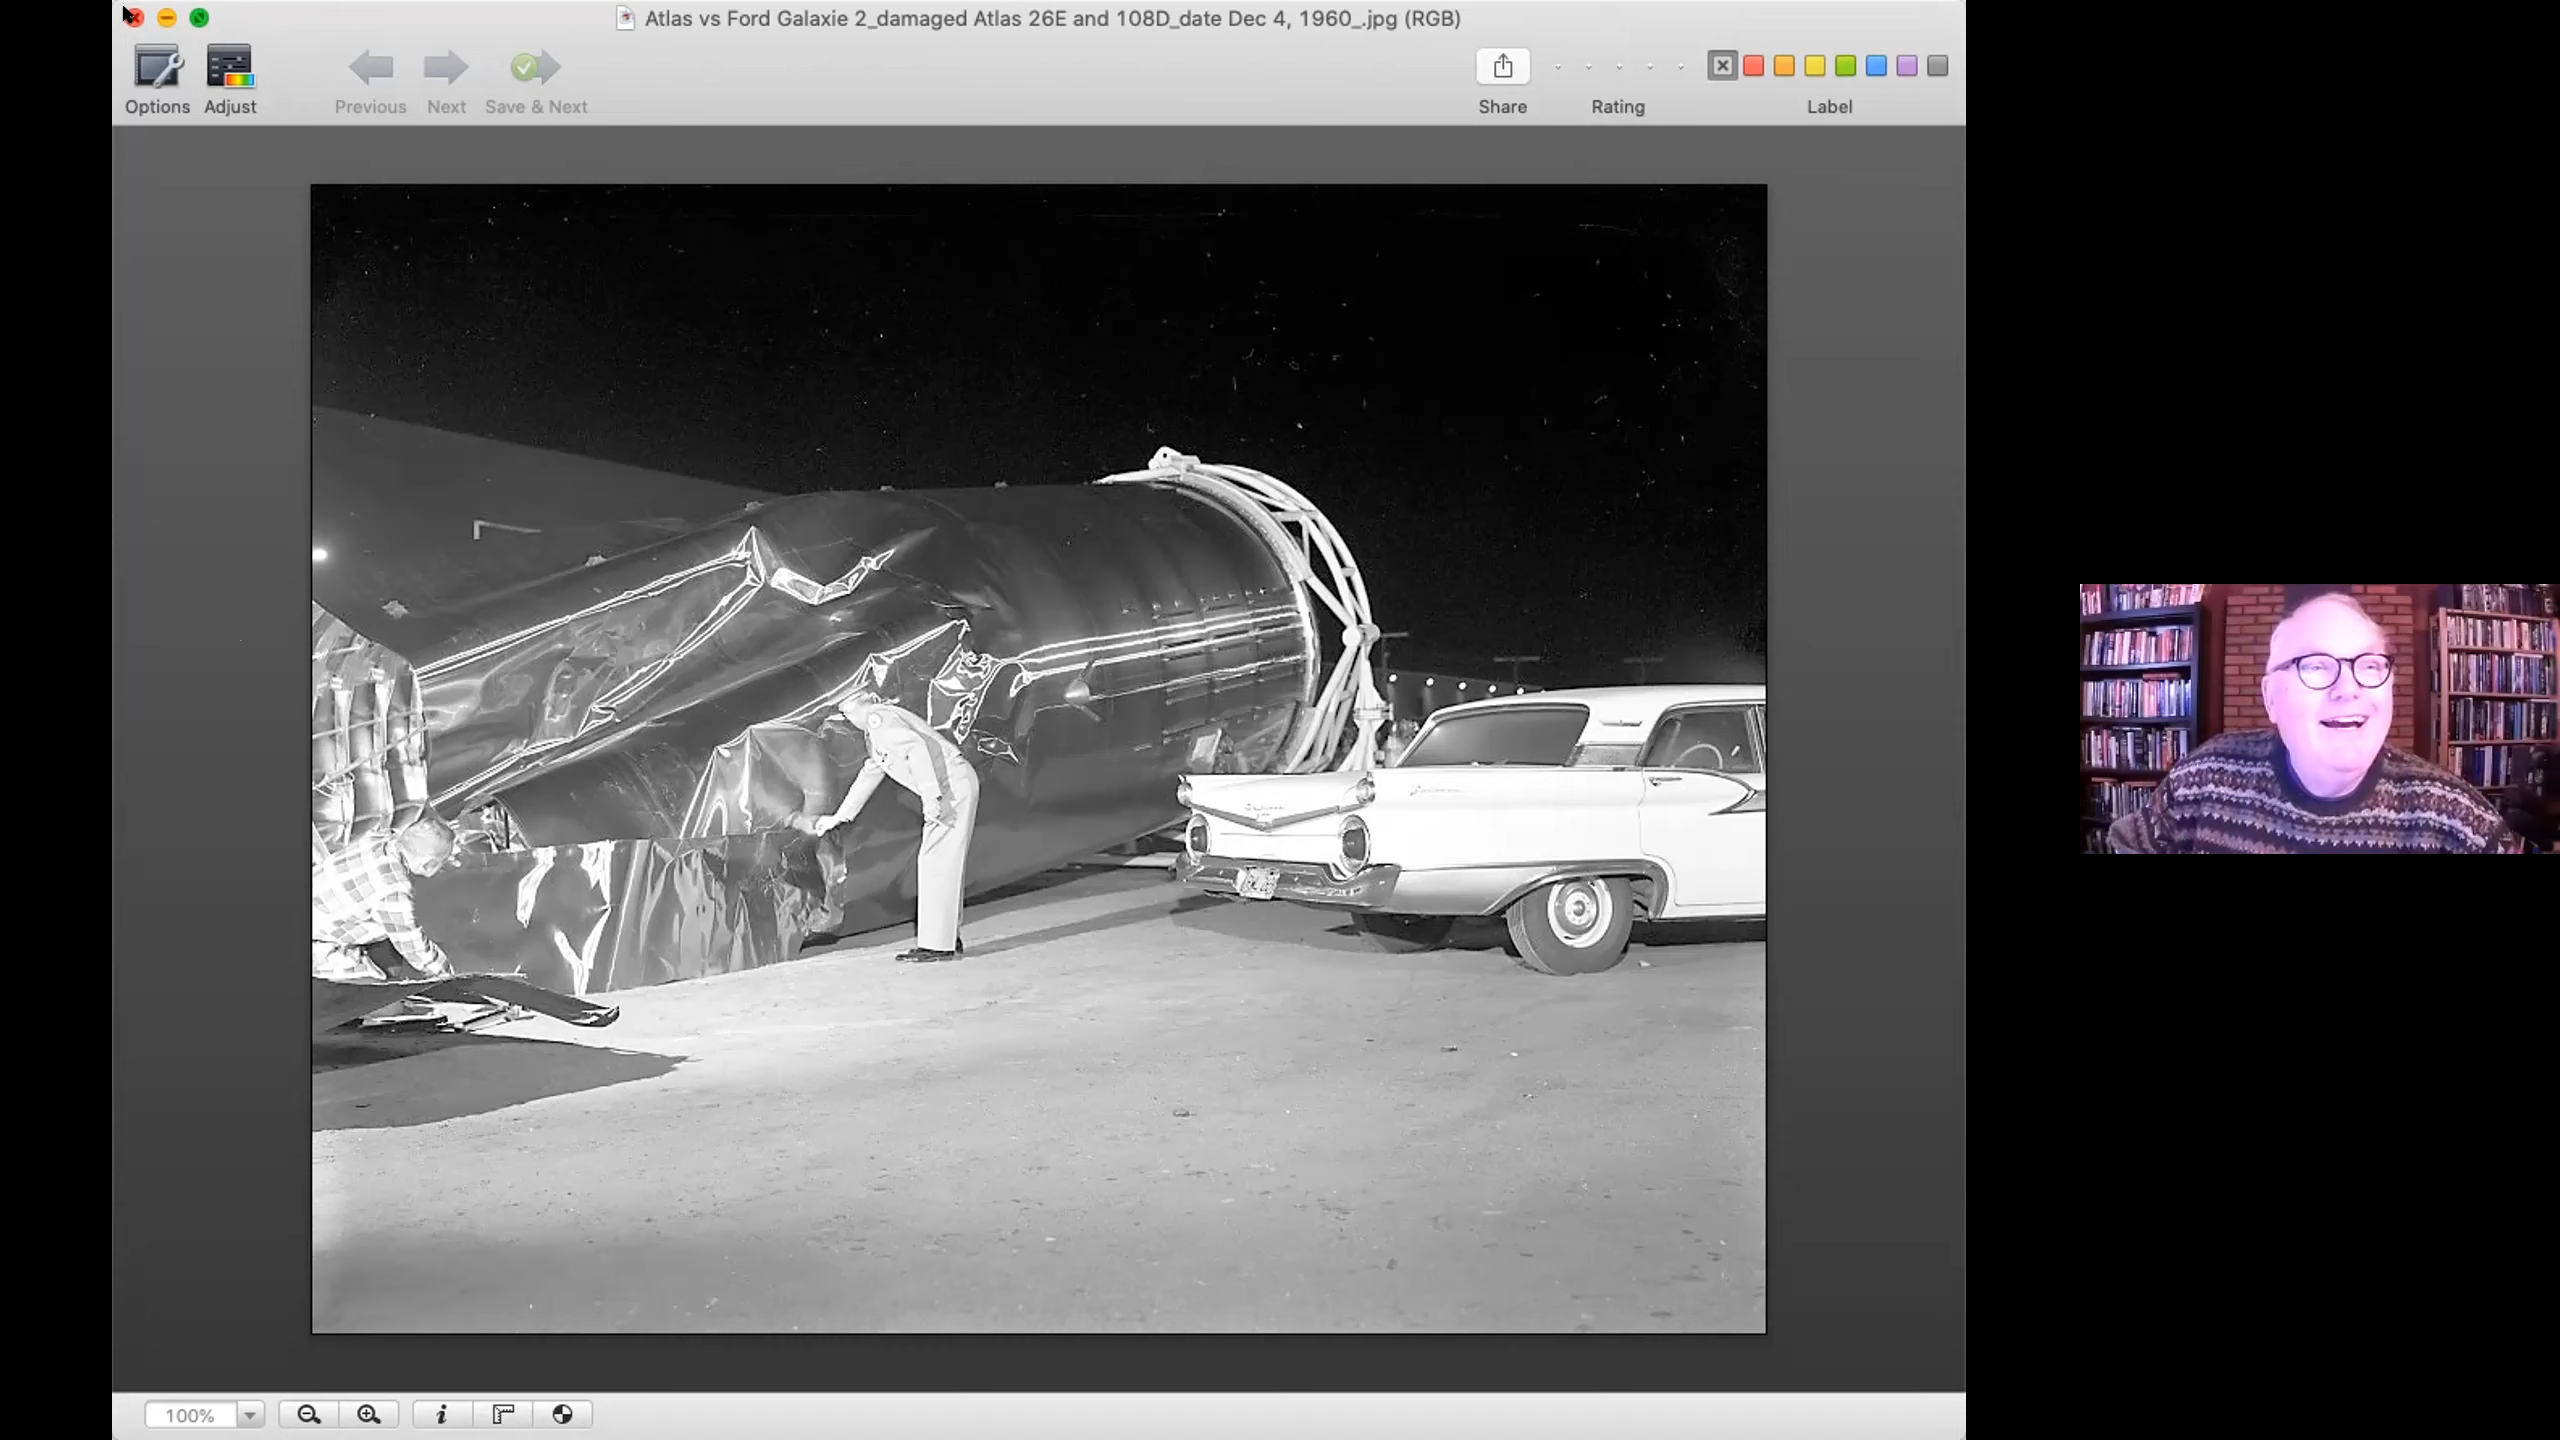 Atlas vs Ford Galaxie 2_damaged Atlas 26E and 108D_date Dec 4, 1960_.jpg (RGB)
Options
Adjust
Previous
Next
Save & Next
Share
Rating
Label
100%